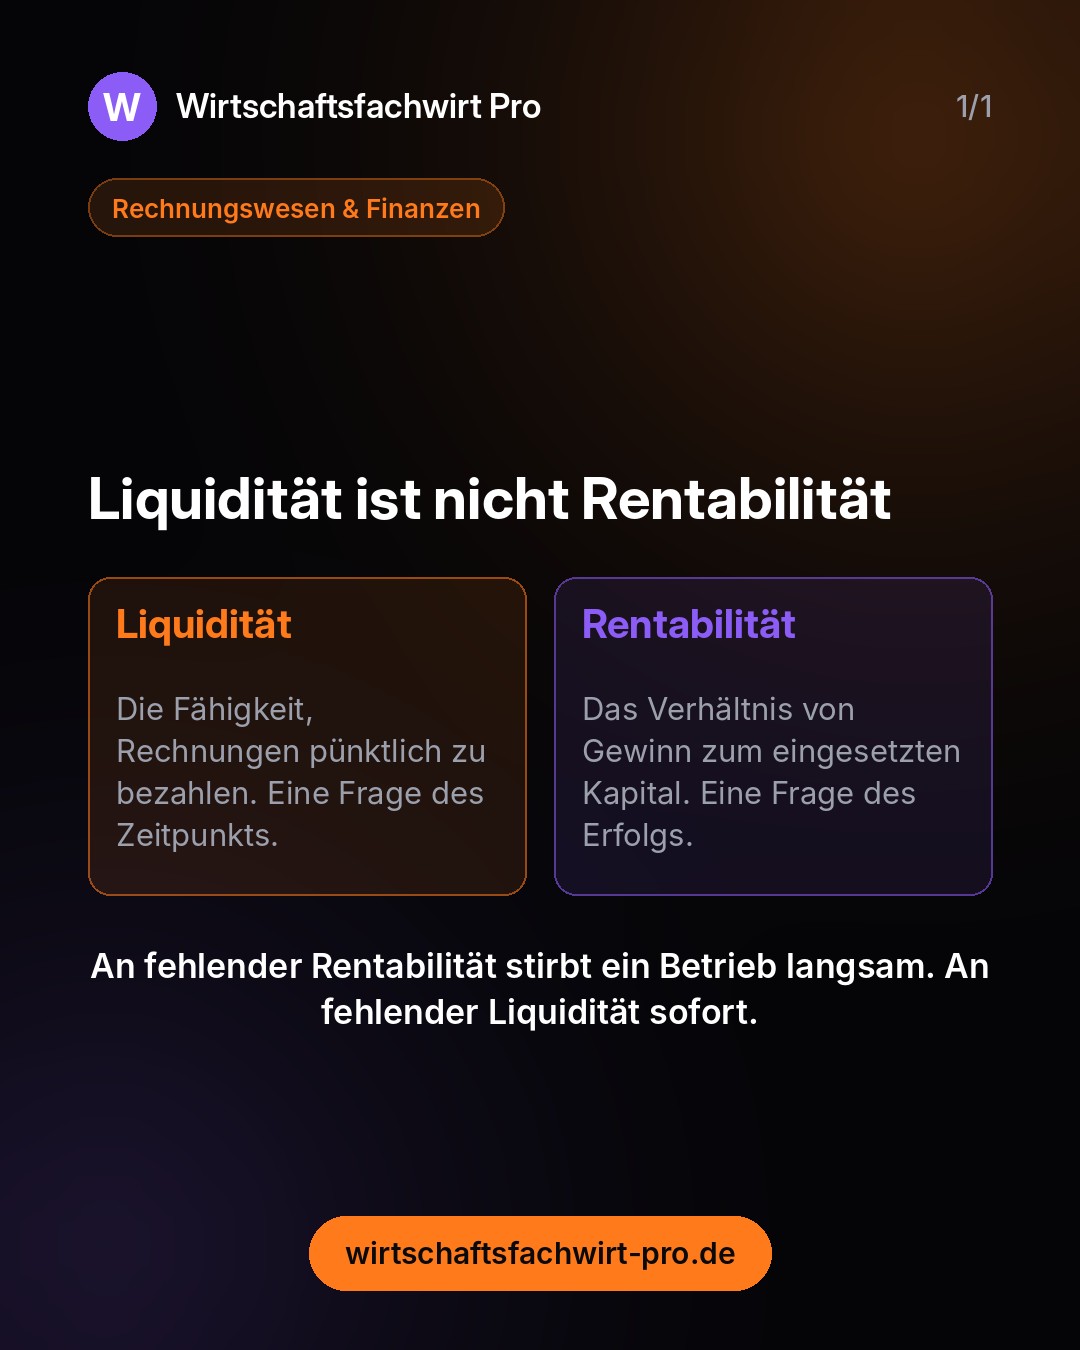 W Wirtschaftsfachwirt Pro 1/1
Rechnungswesen & Finanzen
Liquidität ist nicht Rentabilität
Liquidität
Die Fähigkeit,
Rechnungen pünktlich zu
bezahlen. Eine Frage des
Zeitpunkts.
Rentabilität
Das Verhältnis von
Gewinn zum eingesetzten
Kapital. Eine Frage des
Erfolgs.
An fehlender Rentabilität stirbt ein Betrieb langsam. An
fehlender Liquidität sofort.
wirtschaftsfachwirt-pro.de